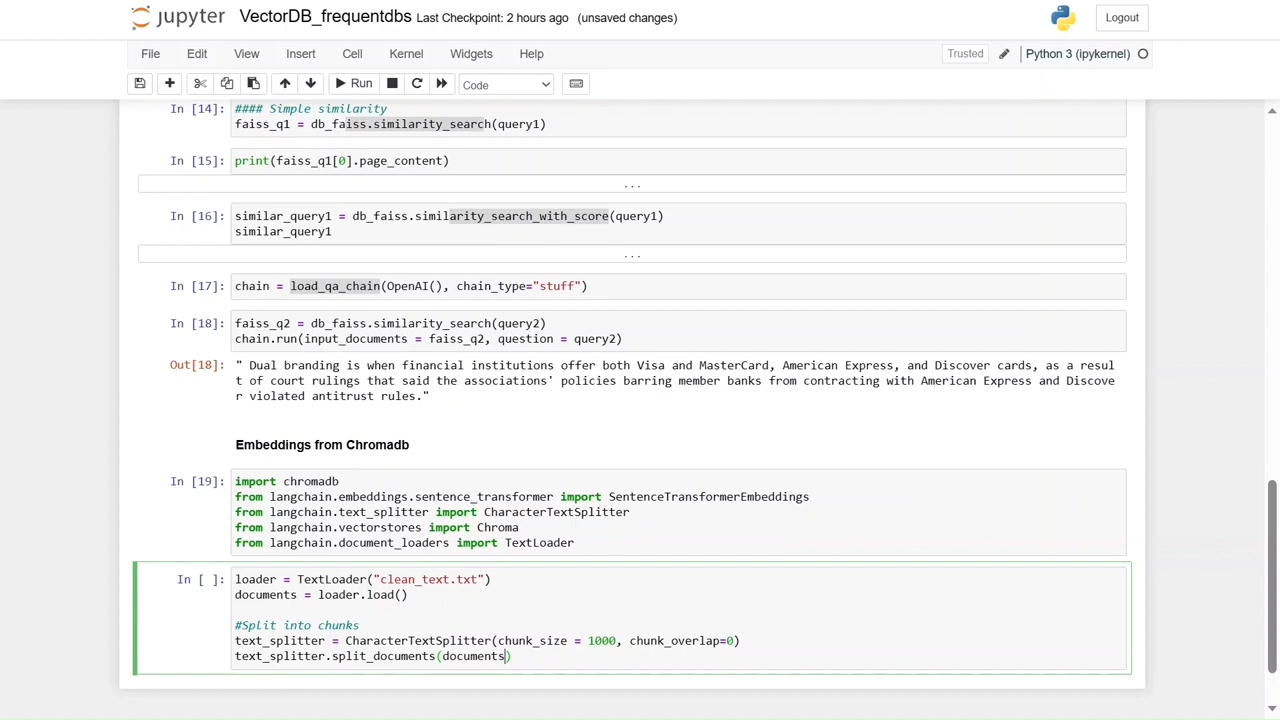 jupyter VectorDB_frequentdbs Last Checkpoint: 2 hours ago (unsaved changes) Logout
File Edit View Insert Cell Kernel Widgets Help Trusted Python 3 (ipykernel)
Run Code
In [14]: #### Simple similarity
faiss_q1 = db_faiss.similarity_search(query1)
In [15]: print(faiss_q1[0].page_content)
...
In [16]: similar_query1 = db_faiss.similarity_search_with_score(query1)
similar_query1
...
In [17]: chain = load_qa_chain(OpenAI(), chain_type="stuff")
In [18]: faiss_q2 = db_faiss.similarity_search(query2)
chain.run(input_documents = faiss_q2, question = query2)
Out[18]: " Dual branding is when financial institutions offer both Visa and MasterCard, American Express, and Discover cards, as a resul
t of court rulings that said the associations' policies barring member banks from contracting with American Express and Discove
r violated antitrust rules."
Embeddings from Chromadb
In [19]: import chromadb
from langchain.embeddings.sentence_transformer import SentenceTransformerEmbeddings
from langchain.text_splitter import CharacterTextSplitter
from langchain.vectorstores import Chroma
from langchain.document_loaders import TextLoader
In [ ]: loader = TextLoader("clean_text.txt")
documents = loader.load()
#Split into chunks
text_splitter = CharacterTextSplitter(chunk_size = 1000, chunk_overlap=0)
text_splitter.split_documents(documents)